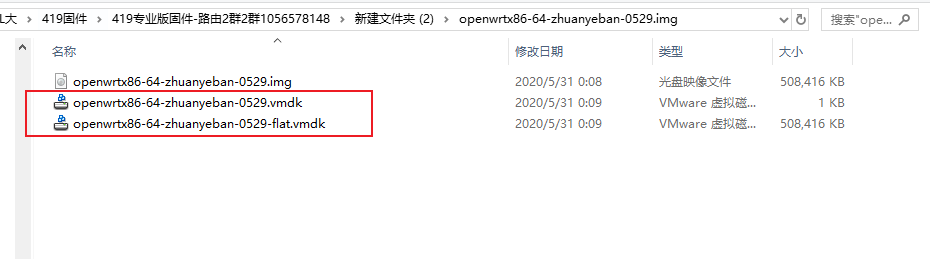 L大 › 419固件 › 419专业版固件-路由2群2群1056578148 › 新建文件夹 (2) › openwrtx86-64-zhuanyeban-0529.img 搜索"ope...
名称 修改日期 类型 大小
openwrtx86-64-zhuanyeban-0529.img 2020/5/31 0:08 光盘映像文件 508,416 KB
openwrtx86-64-zhuanyeban-0529.vmdk 2020/5/31 0:09 VMware 虚拟磁... 1 KB
openwrtx86-64-zhuanyeban-0529-flat.vmdk 2020/5/31 0:09 VMware 虚拟磁... 508,416 KB